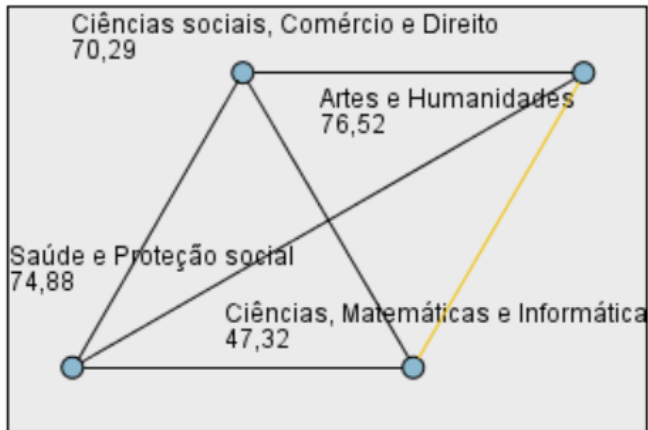 Ciências sociais, Comércio e Direito
70,29
Artes e Humanidades
76,52
Saúde e Proteção social
74,88
Ciências, Matemáticas e Informática
47,32